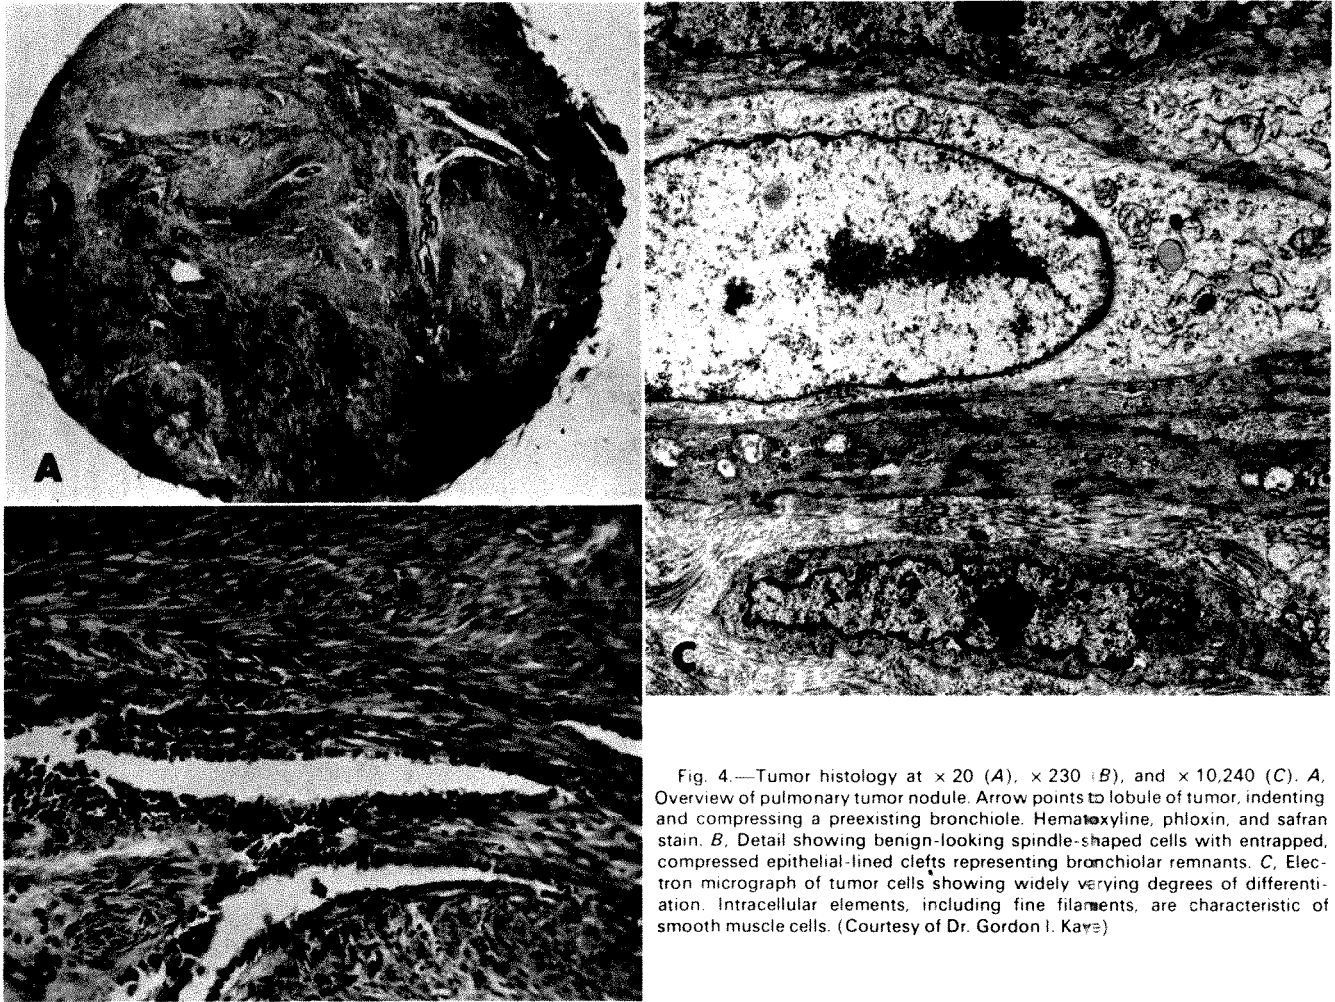 A
C
Fig. 4.—Tumor histology at × 20 (A), × 230 (B), and × 10,240 (C). A,
Overview of pulmonary tumor nodule. Arrow points to lobule of tumor, indenting
and compressing a preexisting bronchiole. Hematoxyline, phloxin, and safran
stain. B, Detail showing benign-looking spindle-shaped cells with entrapped,
compressed epithelial-lined clefts representing bronchiolar remnants. C, Elec-
tron micrograph of tumor cells showing widely varying degrees of differenti-
ation. Intracellular elements, including fine filaments, are characteristic of
smooth muscle cells. (Courtesy of Dr. Gordon I. Kaye)